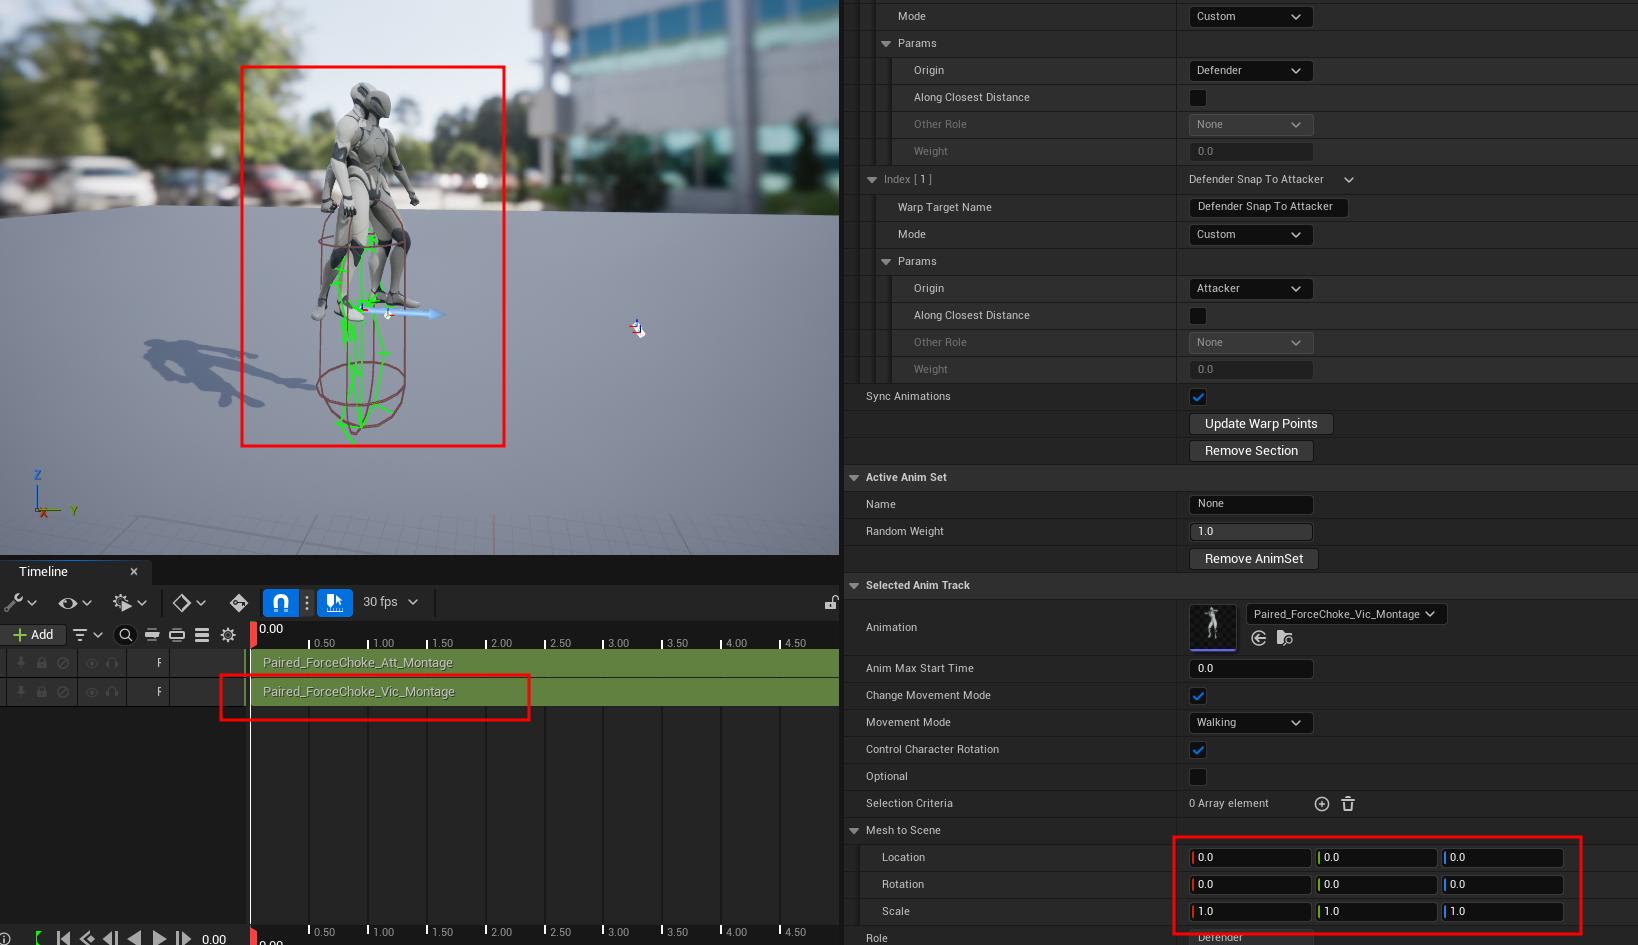 Mode
Custom
Params
Origin
Defender
Along Closest Distance
Other Role
None
Weight
0.0
Index [ 1 ]
Defender Snap To Attacker
Warp Target Name
Defender Snap To Attacker
Mode
Custom
Params
Origin
Attacker
Along Closest Distance
Other Role
None
Weight
0.0
Sync Animations
Update Warp Points
Remove Section
Active Anim Set
Name
None
Random Weight
1.0
Remove AnimSet
Selected Anim Track
Animation
Paired_ForceChoke_Vic_Montage
Anim Max Start Time
0.0
Change Movement Mode
Movement Mode
Walking
Control Character Rotation
Optional
Selection Criteria
0 Array element
Mesh to Scene
Location
0.0 0.0 0.0
Rotation
0.0 0.0 0.0
Scale
1.0 1.0 1.0
Role
Defender
Z
X Y
Timeline
30 fps
+ Add
0.00
0.50 1.00 1.50 2.00 2.50 3.00 3.50 4.00 4.50
F
Paired_ForceChoke_Att_Montage
F
Paired_ForceChoke_Vic_Montage
0.00
0.00
0.50 1.00 1.50 2.00 2.50 3.00 3.50 4.00 4.50